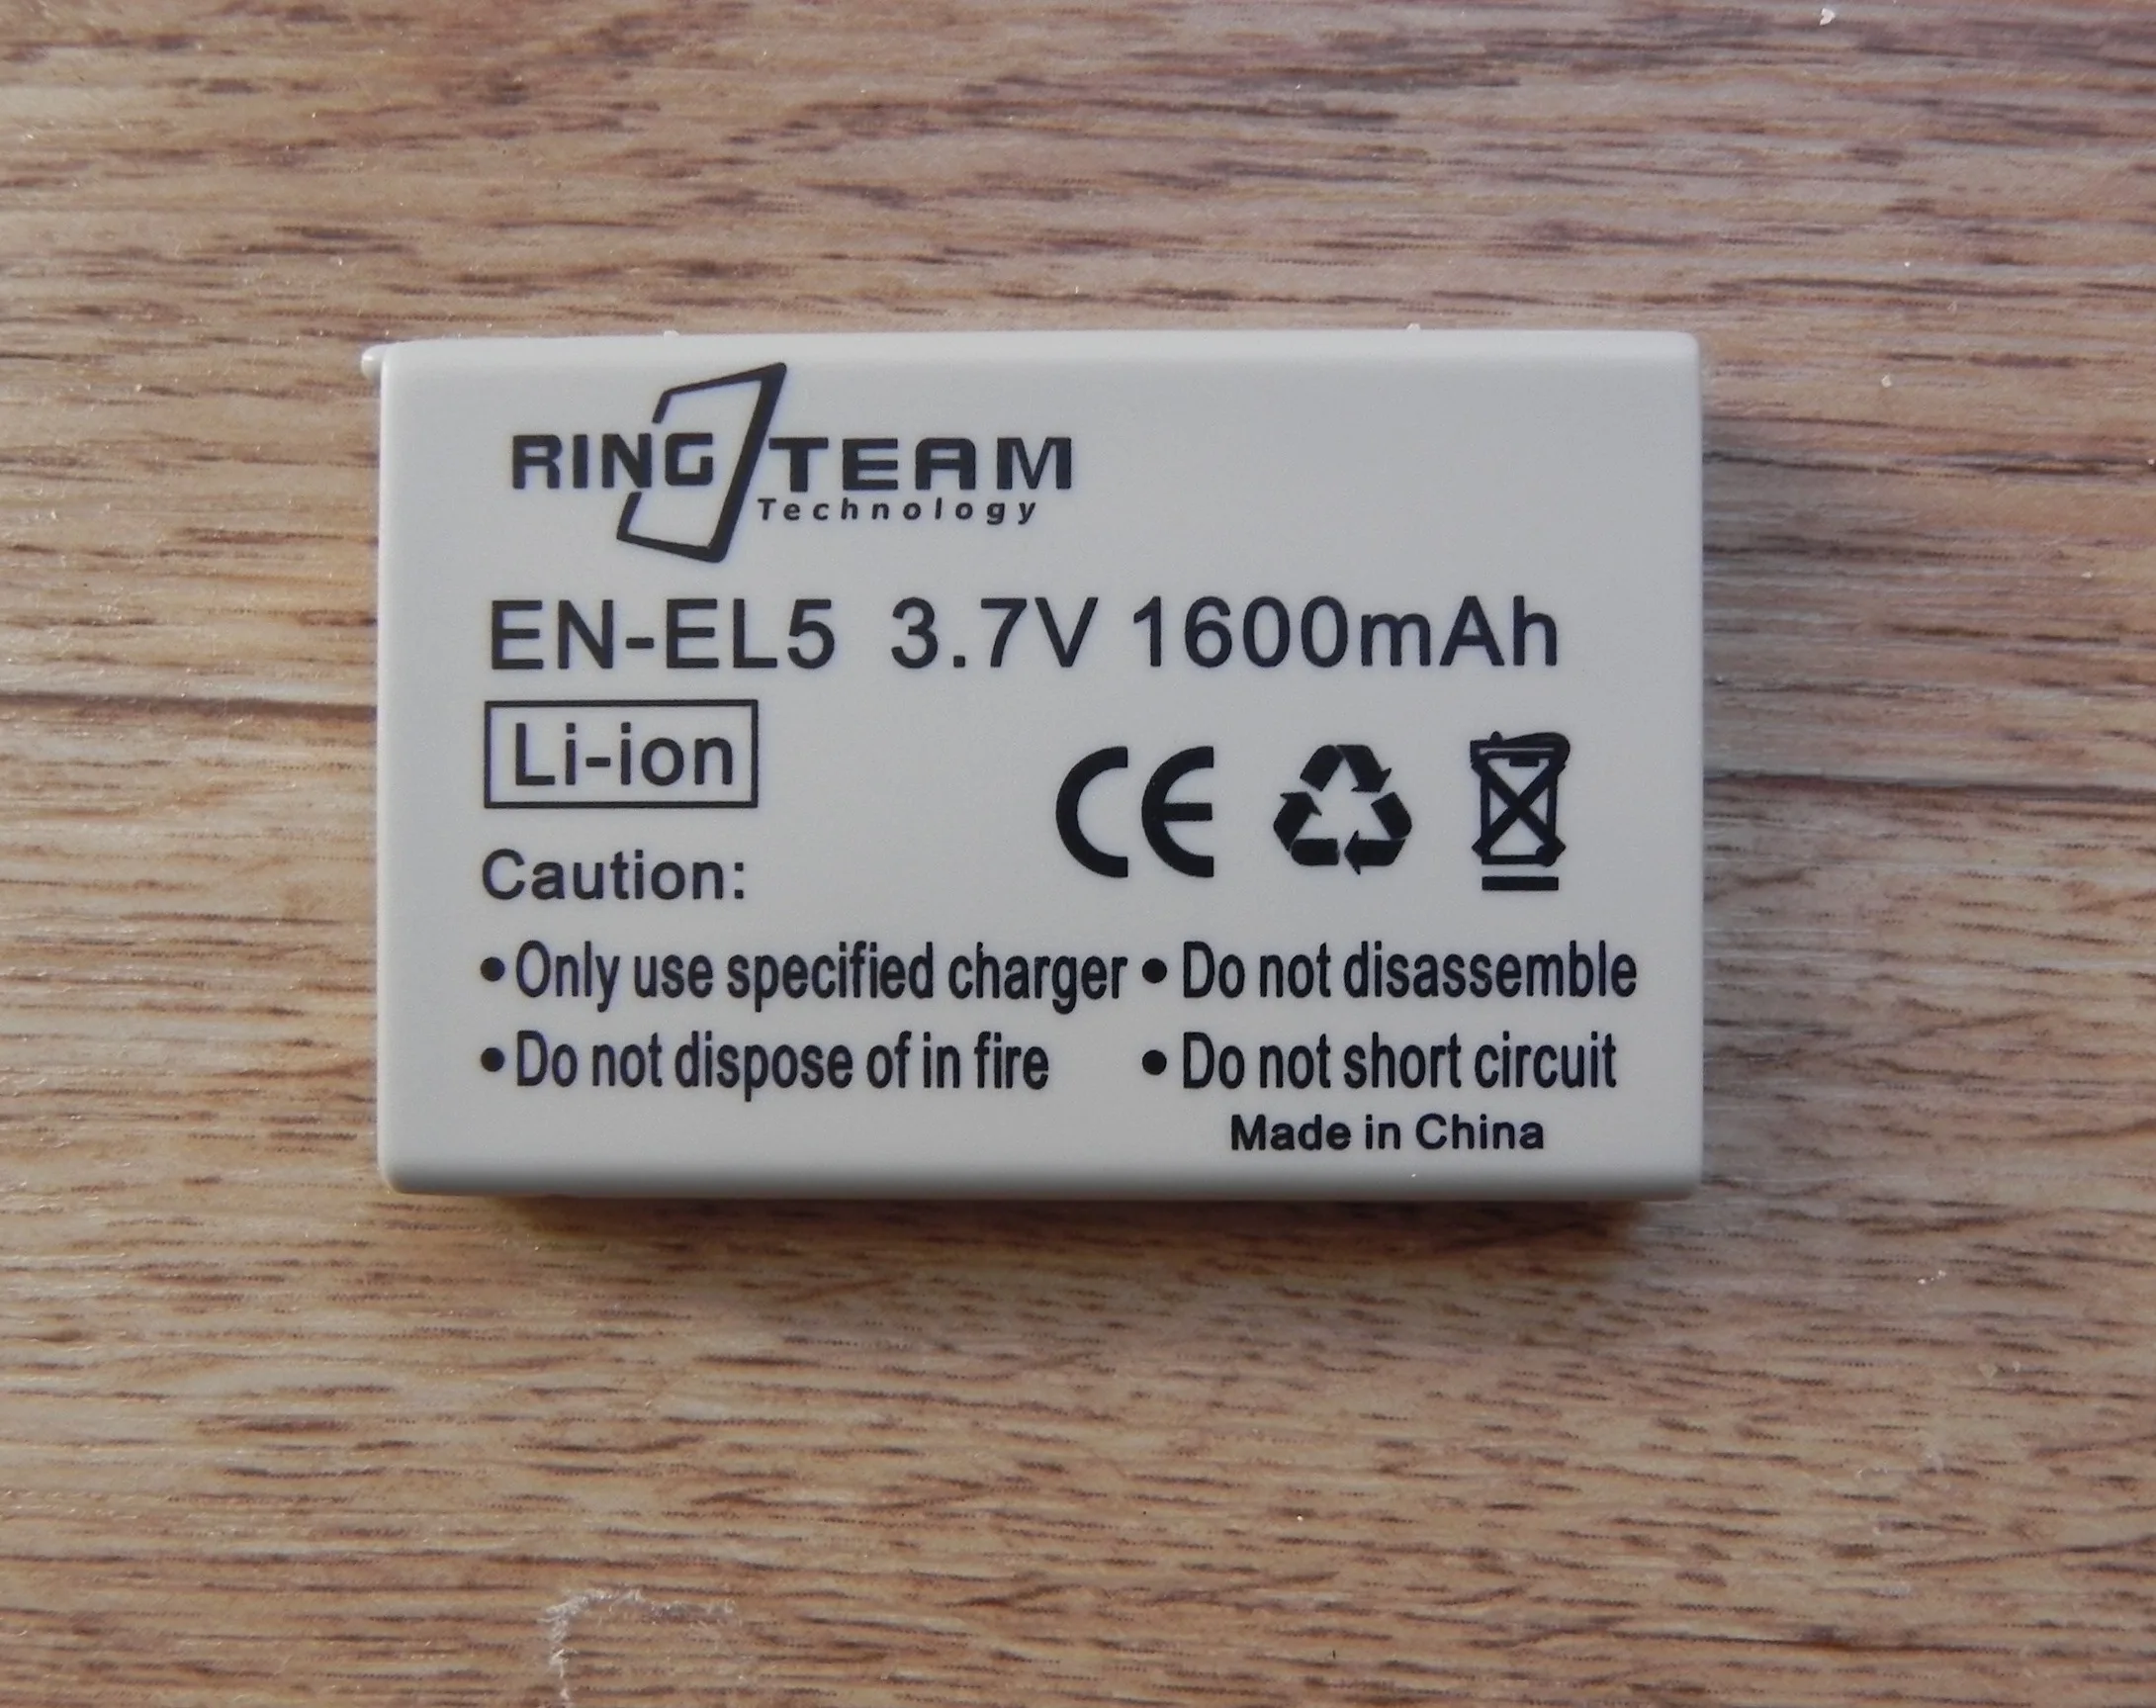 RING TEAM
Technology
EN-EL5 3.7V 1600mAh
Li-ion
CE
Caution:
•Only use specified charger • Do not disassemble
•Do not dispose of in fire • Do not short circuit
Made in China